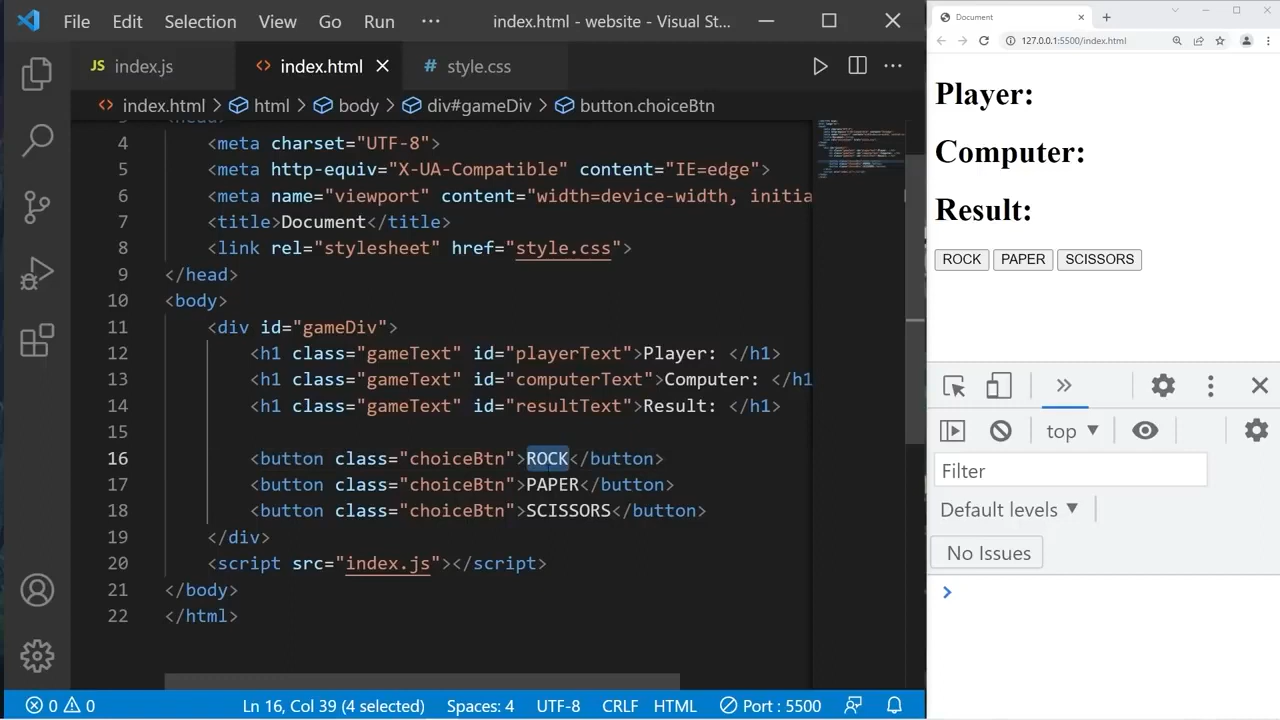 File Edit Selection View Go Run ··· index.html - website - Visual St...
JS index.js <> index.html # style.css
<> index.html > html > body > div#gameDiv > button.choiceBtn
4 <meta charset="UTF-8">
5 <meta http-equiv="X-UA-Compatible" content="IE=edge">
6 <meta name="viewport" content="width=device-width, initia
7 <title>Document</title>
8 <link rel="stylesheet" href="style.css">
9 </head>
10 <body>
11 <div id="gameDiv">
12 <h1 class="gameText" id="playerText">Player: </h1>
13 <h1 class="gameText" id="computerText">Computer: </h1
14 <h1 class="gameText" id="resultText">Result: </h1>
15
16 <button class="choiceBtn">ROCK</button>
17 <button class="choiceBtn">PAPER</button>
18 <button class="choiceBtn">SCISSORS</button>
19 </div>
20 <script src="index.js"></script>
21 </body>
22 </html>
0 0 Ln 16, Col 39 (4 selected) Spaces: 4 UTF-8 CRLF HTML Port : 5500
Document
127.0.0.1:5500/index.html
Player:
Computer:
Result:
ROCK PAPER SCISSORS
top
Filter
Default levels
No Issues